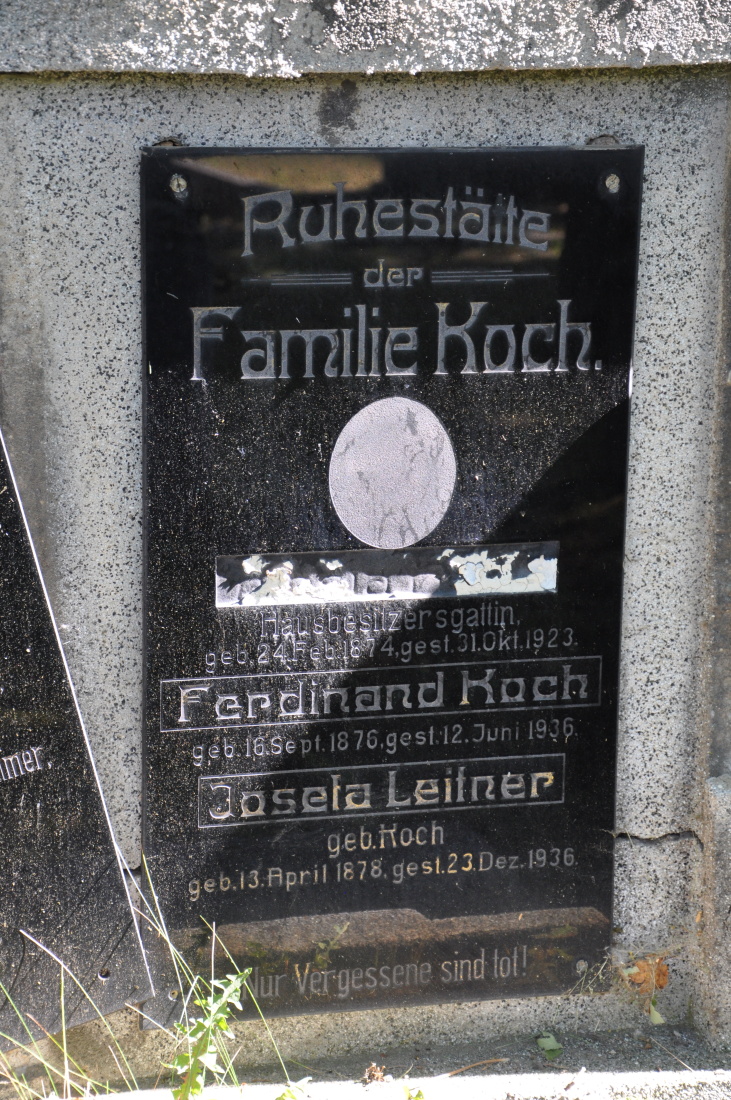 Ruhestätte
der
Familie Koch.
Hausbesitzersgattin,
geb. 24. Feb. 1874, gest. 31. Okt. 1923.
Ferdinand Koch
geb. 16. Sept. 1876, gest. 12. Juni 1936.
Josefa Leitner
geb. Koch
geb. 13. April 1878, gest. 23. Dez. 1936.
Nur Vergessene sind tot!